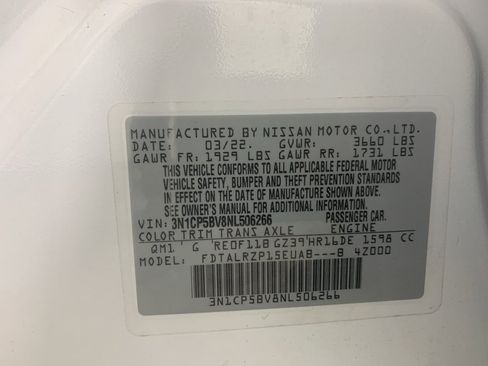 MANUFACTURED BY NISSAN MOTOR CO.,LTD.
DATE: 03/22. GVWR: 3660 LBS
GAWR FR: 1929 LBS GAWR RR: 1731 LBS
THIS VEHICLE CONFORMS TO ALL APPLICABLE FEDERAL MOTOR
VEHICLE SAFETY, BUMPER AND THEFT PREVENTION STANDARDS
IN EFFECT ON THE DATE OF MANUFACTURE SHOWN ABOVE.
SEE OWNER'S MANUAL FOR ADDITIONAL INFORMATION.
VIN: 3N1CP5BV8NL506266 PASSENGER CAR.
COLOR TRIM TRANS AXLE ENGINE
QM1 ' G 'RE0F11B GZ39'HR16DE 1598 CC
MODEL: FDTALRZP15EUAB---B 4Z000
3N1CP5BV8NL506266